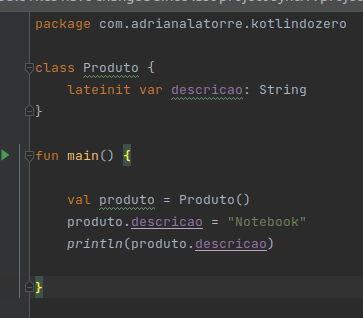 package com.adrianalatorre.kotlindozero
class Produto {
lateinit var descricao: String
}
fun main() {
val produto = Produto()
produto.descricao = "Notebook"
println(produto.descricao)
}